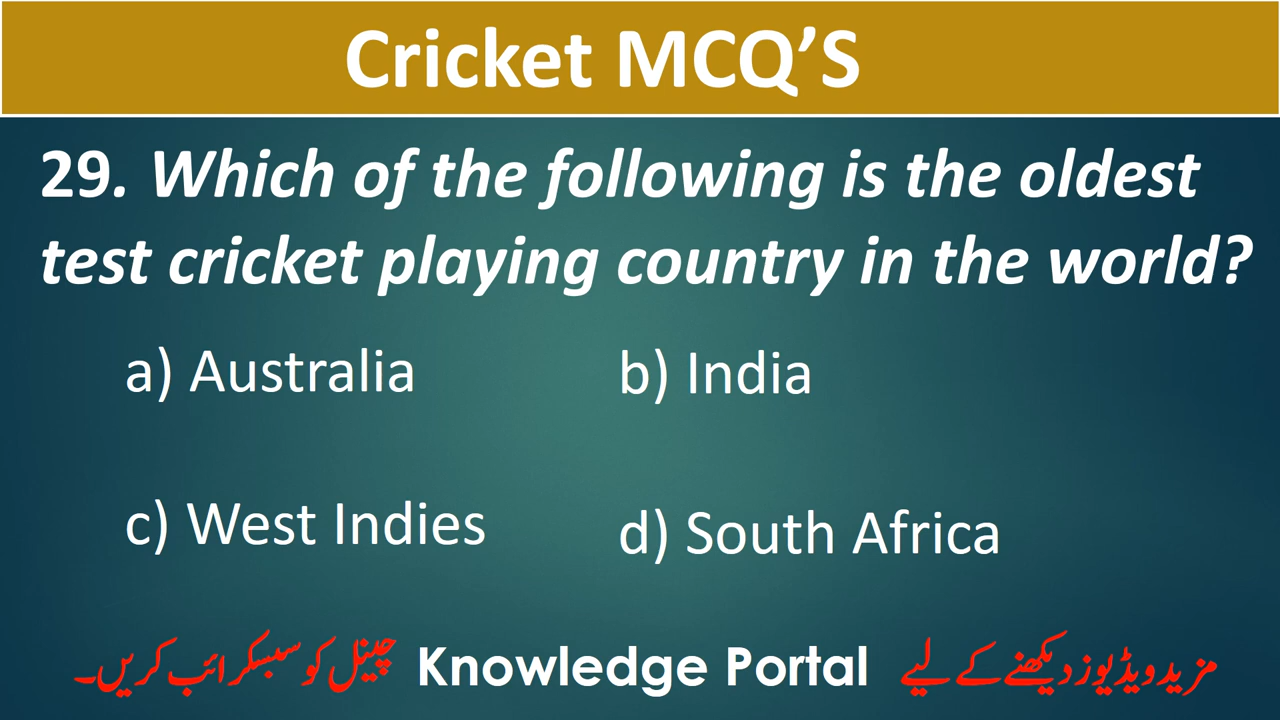 Cricket MCQ’S
29. Which of the following is the oldest
test cricket playing country in the world?
a) Australia
b) India
c) West Indies
d) South Africa
مزید ویڈیوز دیکھنے کے لیے Knowledge Portal چینل کو سبسکرائب کریں۔